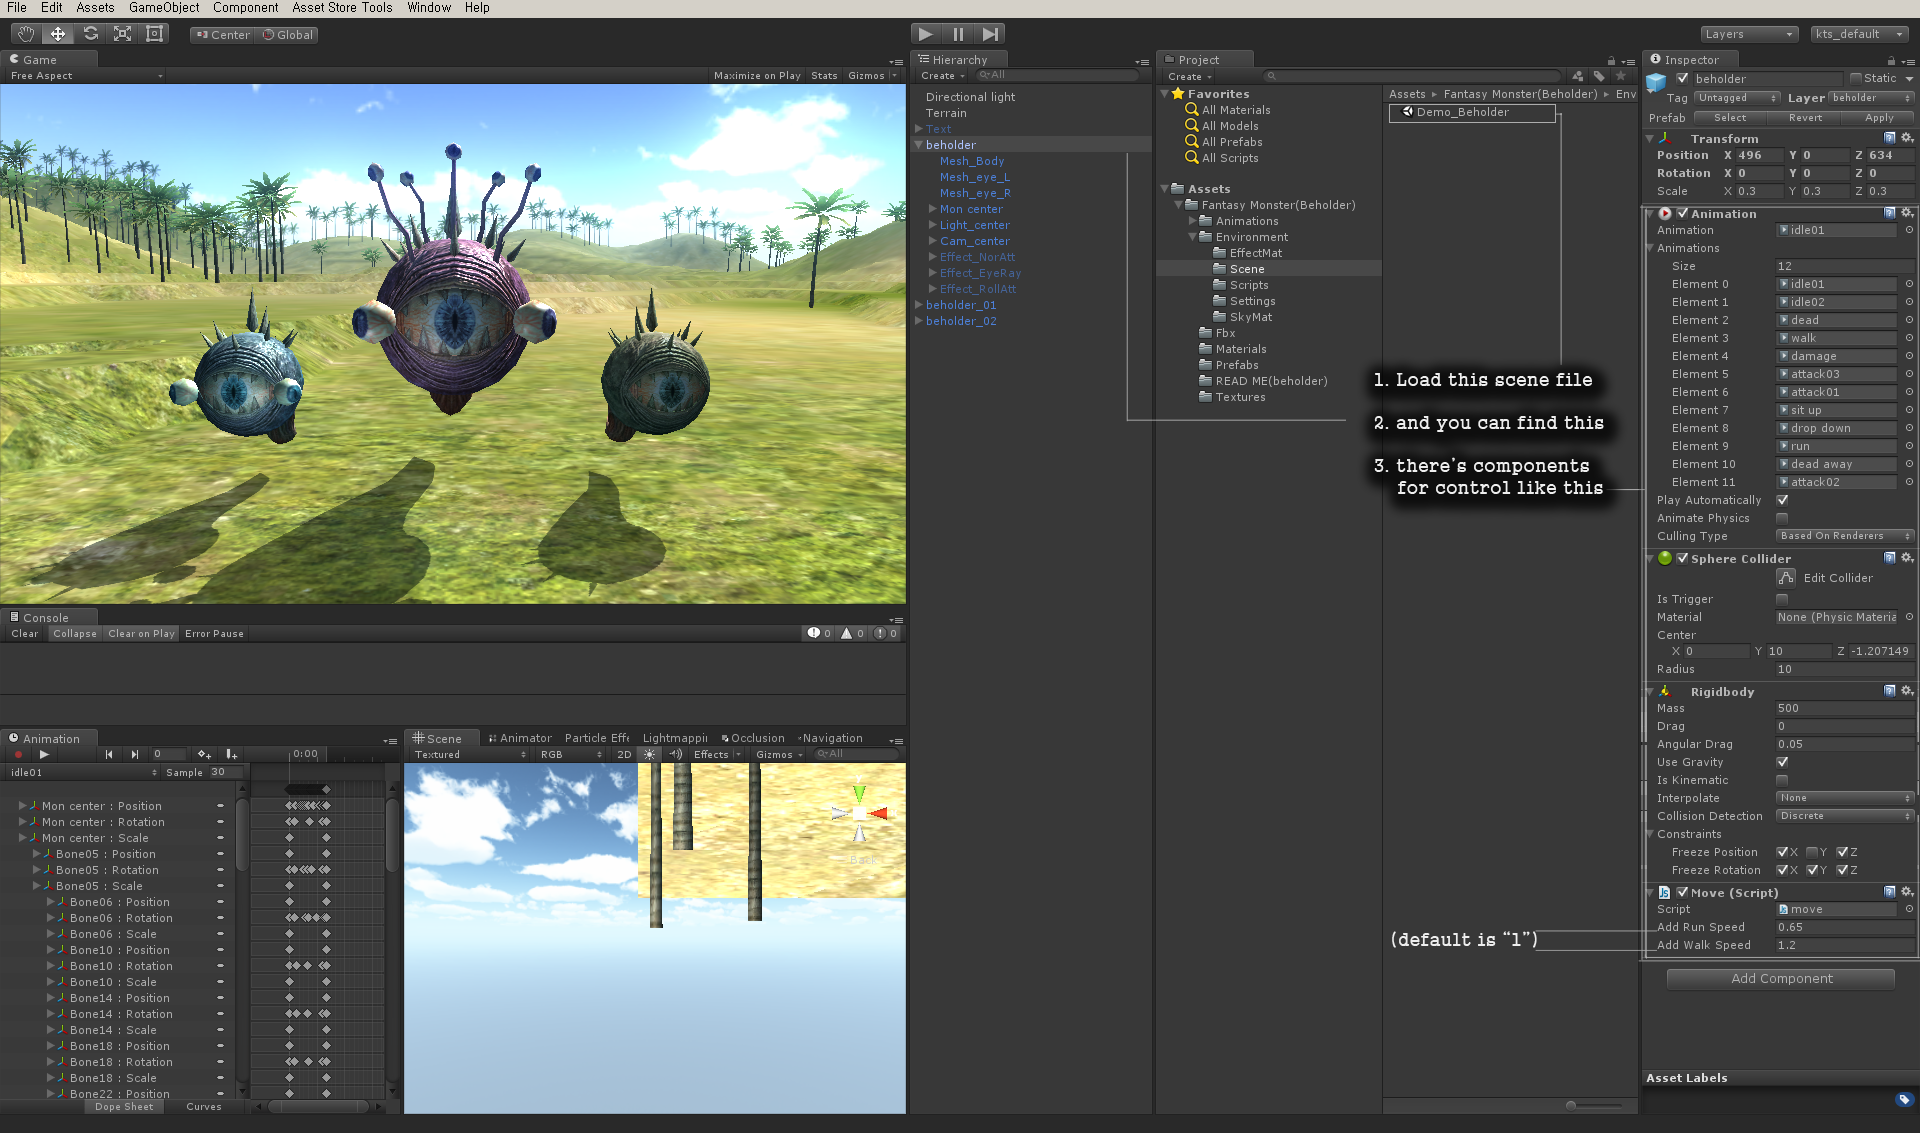 File Edit Assets GameObject Component Asset Store Tools Window Help
Center Global
Layers kts_default
Game
Free Aspect Maximize on Play Stats Gizmos
Hierarchy
Create All
Directional light
Terrain
Text
beholder
Mesh_Body
Mesh_eye_L
Mesh_eye_R
Mon center
Light_center
Cam_center
Effect_NorAtt
Effect_EyeRay
Effect_RollAtt
beholder_01
beholder_02
Project
Create
Favorites
All Materials
All Models
All Prefabs
All Scripts
Assets
Fantasy Monster(Beholder)
Animations
Environment
EffectMat
Scene
Scripts
Settings
SkyMat
Fbx
Materials
Prefabs
READ ME(beholder)
Textures
Assets Fantasy Monster(Beholder) Env
Demo_Beholder
1. Load this scene file
2. and you can find this
3. there's components
for control like this
(default is "1")
Inspector
beholder Static
Tag Untagged Layer beholder
Prefab Select Revert Apply
Transform
Position X 496 Y 0 Z 634
Rotation X 0 Y 0 Z 0
Scale X 0.3 Y 0.3 Z 0.3
Animation
Animation idle01
Animations
Size 12
Element 0 idle01
Element 1 idle02
Element 2 dead
Element 3 walk
Element 4 damage
Element 5 attack03
Element 6 attack01
Element 7 sit up
Element 8 drop down
Element 9 run
Element 10 dead away
Element 11 attack02
Play Automatically
Animate Physics
Culling Type Based On Renderers
Sphere Collider
Edit Collider
Is Trigger
Material None (Physic Materia
Center
X 0 Y 10 Z -1.207149
Radius 10
Rigidbody
Mass 500
Drag 0
Angular Drag 0.05
Use Gravity
Is Kinematic
Interpolate None
Collision Detection Discrete
Constraints
Freeze Position X Y Z
Freeze Rotation X Y Z
Move (Script)
Script move
Add Run Speed 0.65
Add Walk Speed 1.2
Add Component
Asset Labels
Console
Clear Collapse Clear on Play Error Pause 0 0 0
Animation
0 0:00
idle01 Sample 30
Mon center : Position
Mon center : Rotation
Mon center : Scale
Bone05 : Position
Bone05 : Rotation
Bone05 : Scale
Bone06 : Position
Bone06 : Rotation
Bone06 : Scale
Bone10 : Position
Bone10 : Rotation
Bone10 : Scale
Bone14 : Position
Bone14 : Rotation
Bone14 : Scale
Bone18 : Position
Bone18 : Rotation
Bone18 : Scale
Bone22 : Position
Dope Sheet Curves
Scene Animator Particle Effe Lightmappi Occlusion Navigation
Textured RGB 2D Effects Gizmos All
Back